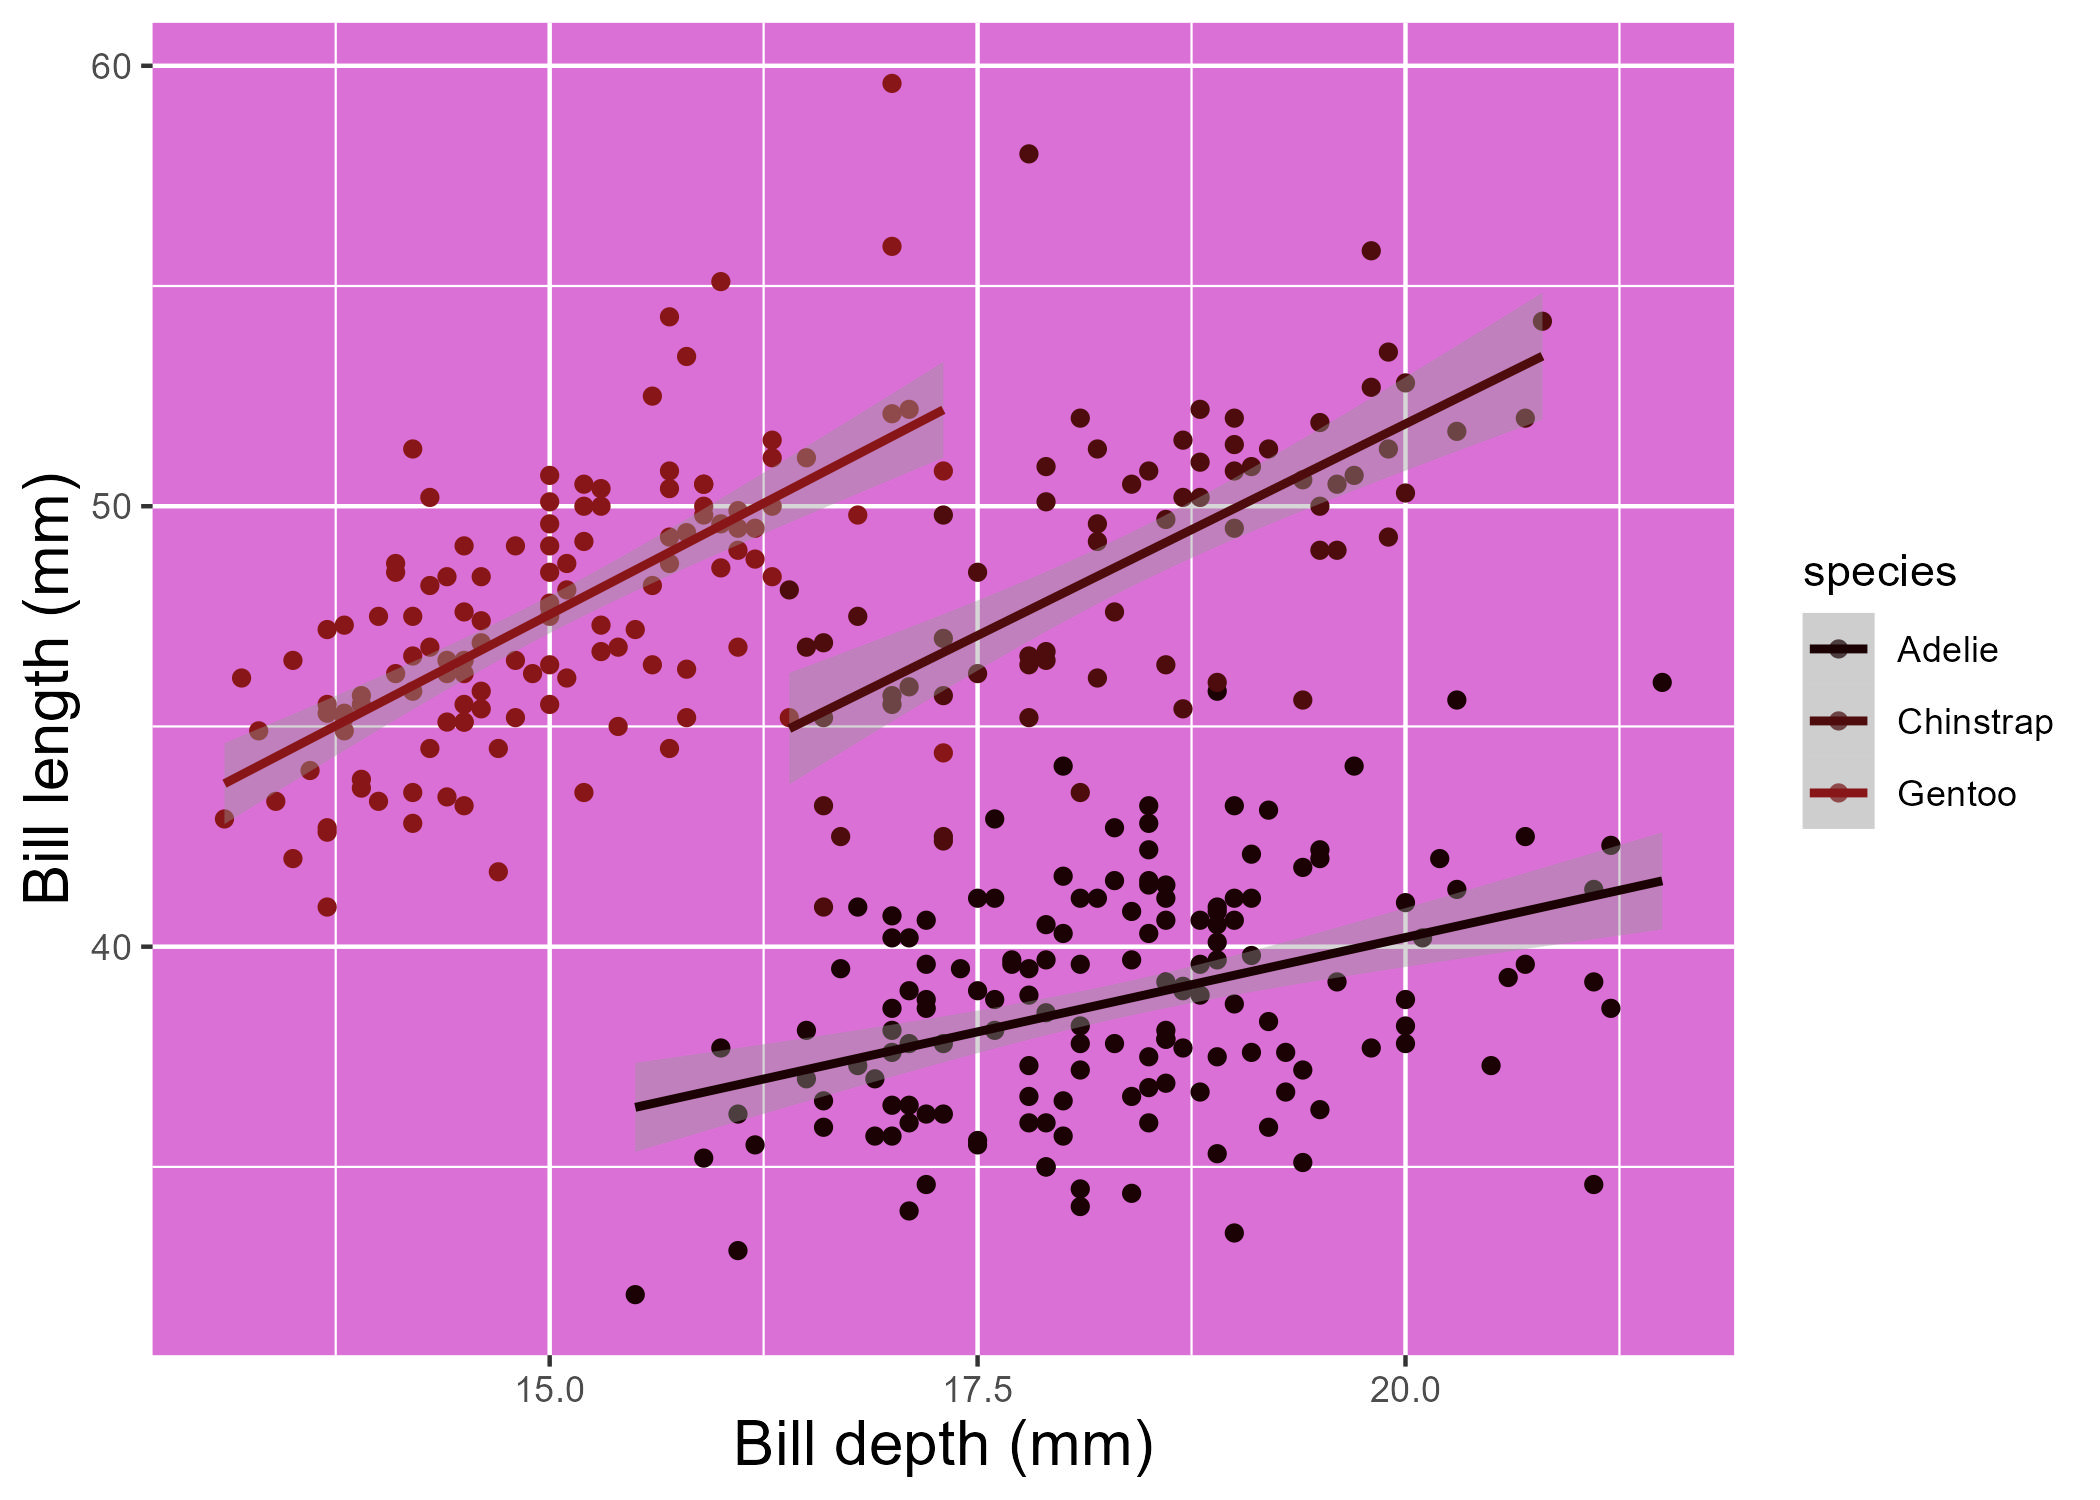 60
50
40
Bill length (mm)
15.0
17.5
20.0
Bill depth (mm)
species
Adelie
Chinstrap
Gentoo